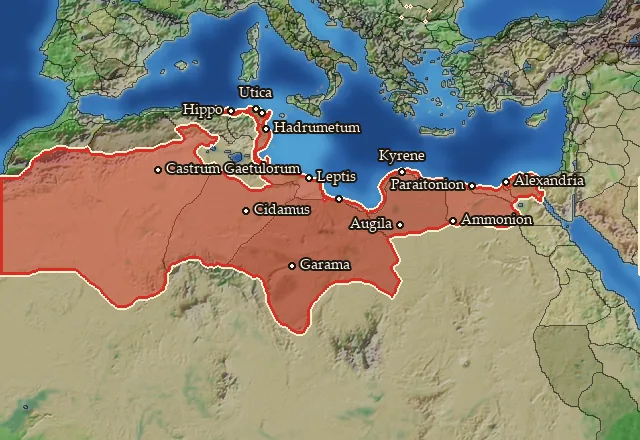 Utica
Hippo
Hadrumetum
Kyrene
Castrum Gaetulorum
Leptis
Paraitonion
Alexandria
Cidamus
Augila
Ammonion
Garama